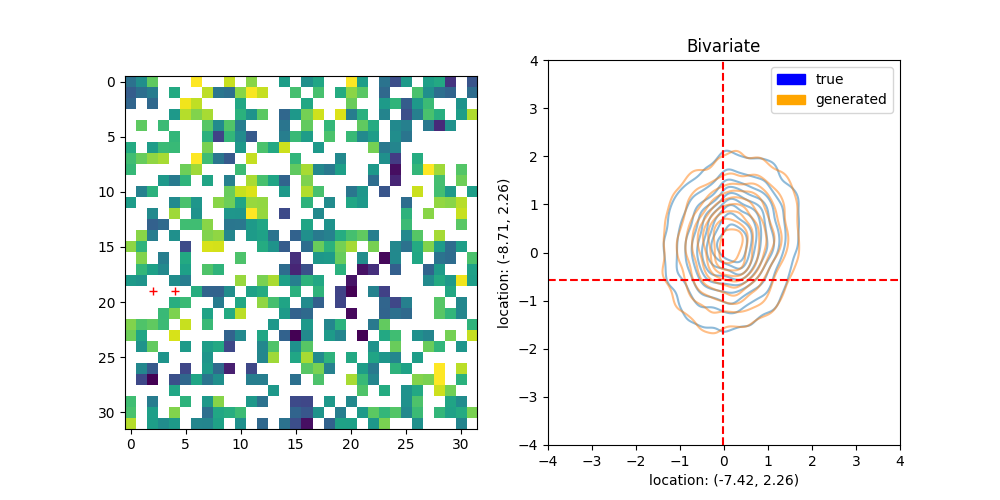 Bivariate
0
5
10
15
20
25
30
0 5 10 15 20 25 30
4
3
2
1
0
−1
−2
−3
−4
−4 −3 −2 −1 0 1 2 3 4
true
generated
location: (-8.71, 2.26)
location: (-7.42, 2.26)